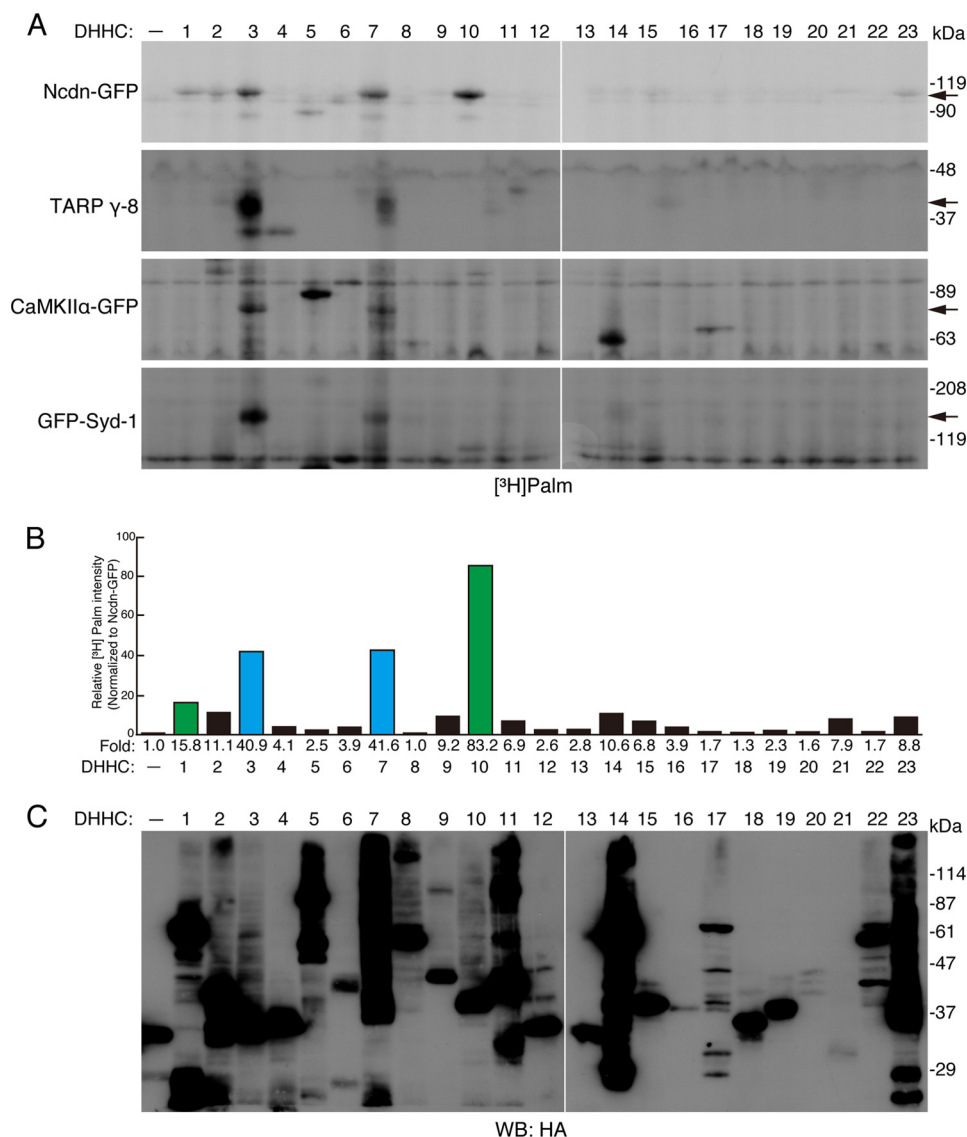 A
DHHC: — 1 2 3 4 5 6 7 8 9 10 11 12 13 14 15 16 17 18 19 20 21 22 23 kDa
Ncdn-GFP
-119
-90
TARP γ-8
-48
-37
CaMKIIα-GFP
-89
-63
GFP-Syd-1
-208
-119
[³H]Palm
B
Relative [³H] Palm intensity
(Normalized to Ncdn-GFP)
100
80
60
40
20
0
Fold: 1.0 15.8 11.1 40.9 4.1 2.5 3.9 41.6 1.0 9.2 83.2 6.9 2.6 2.8 10.6 6.8 3.9 1.7 1.3 2.3 1.6 7.9 1.7 8.8
DHHC: — 1 2 3 4 5 6 7 8 9 10 11 12 13 14 15 16 17 18 19 20 21 22 23
C
DHHC: — 1 2 3 4 5 6 7 8 9 10 11 12 13 14 15 16 17 18 19 20 21 22 23 kDa
-114
-87
-61
-47
-37
-29
WB: HA